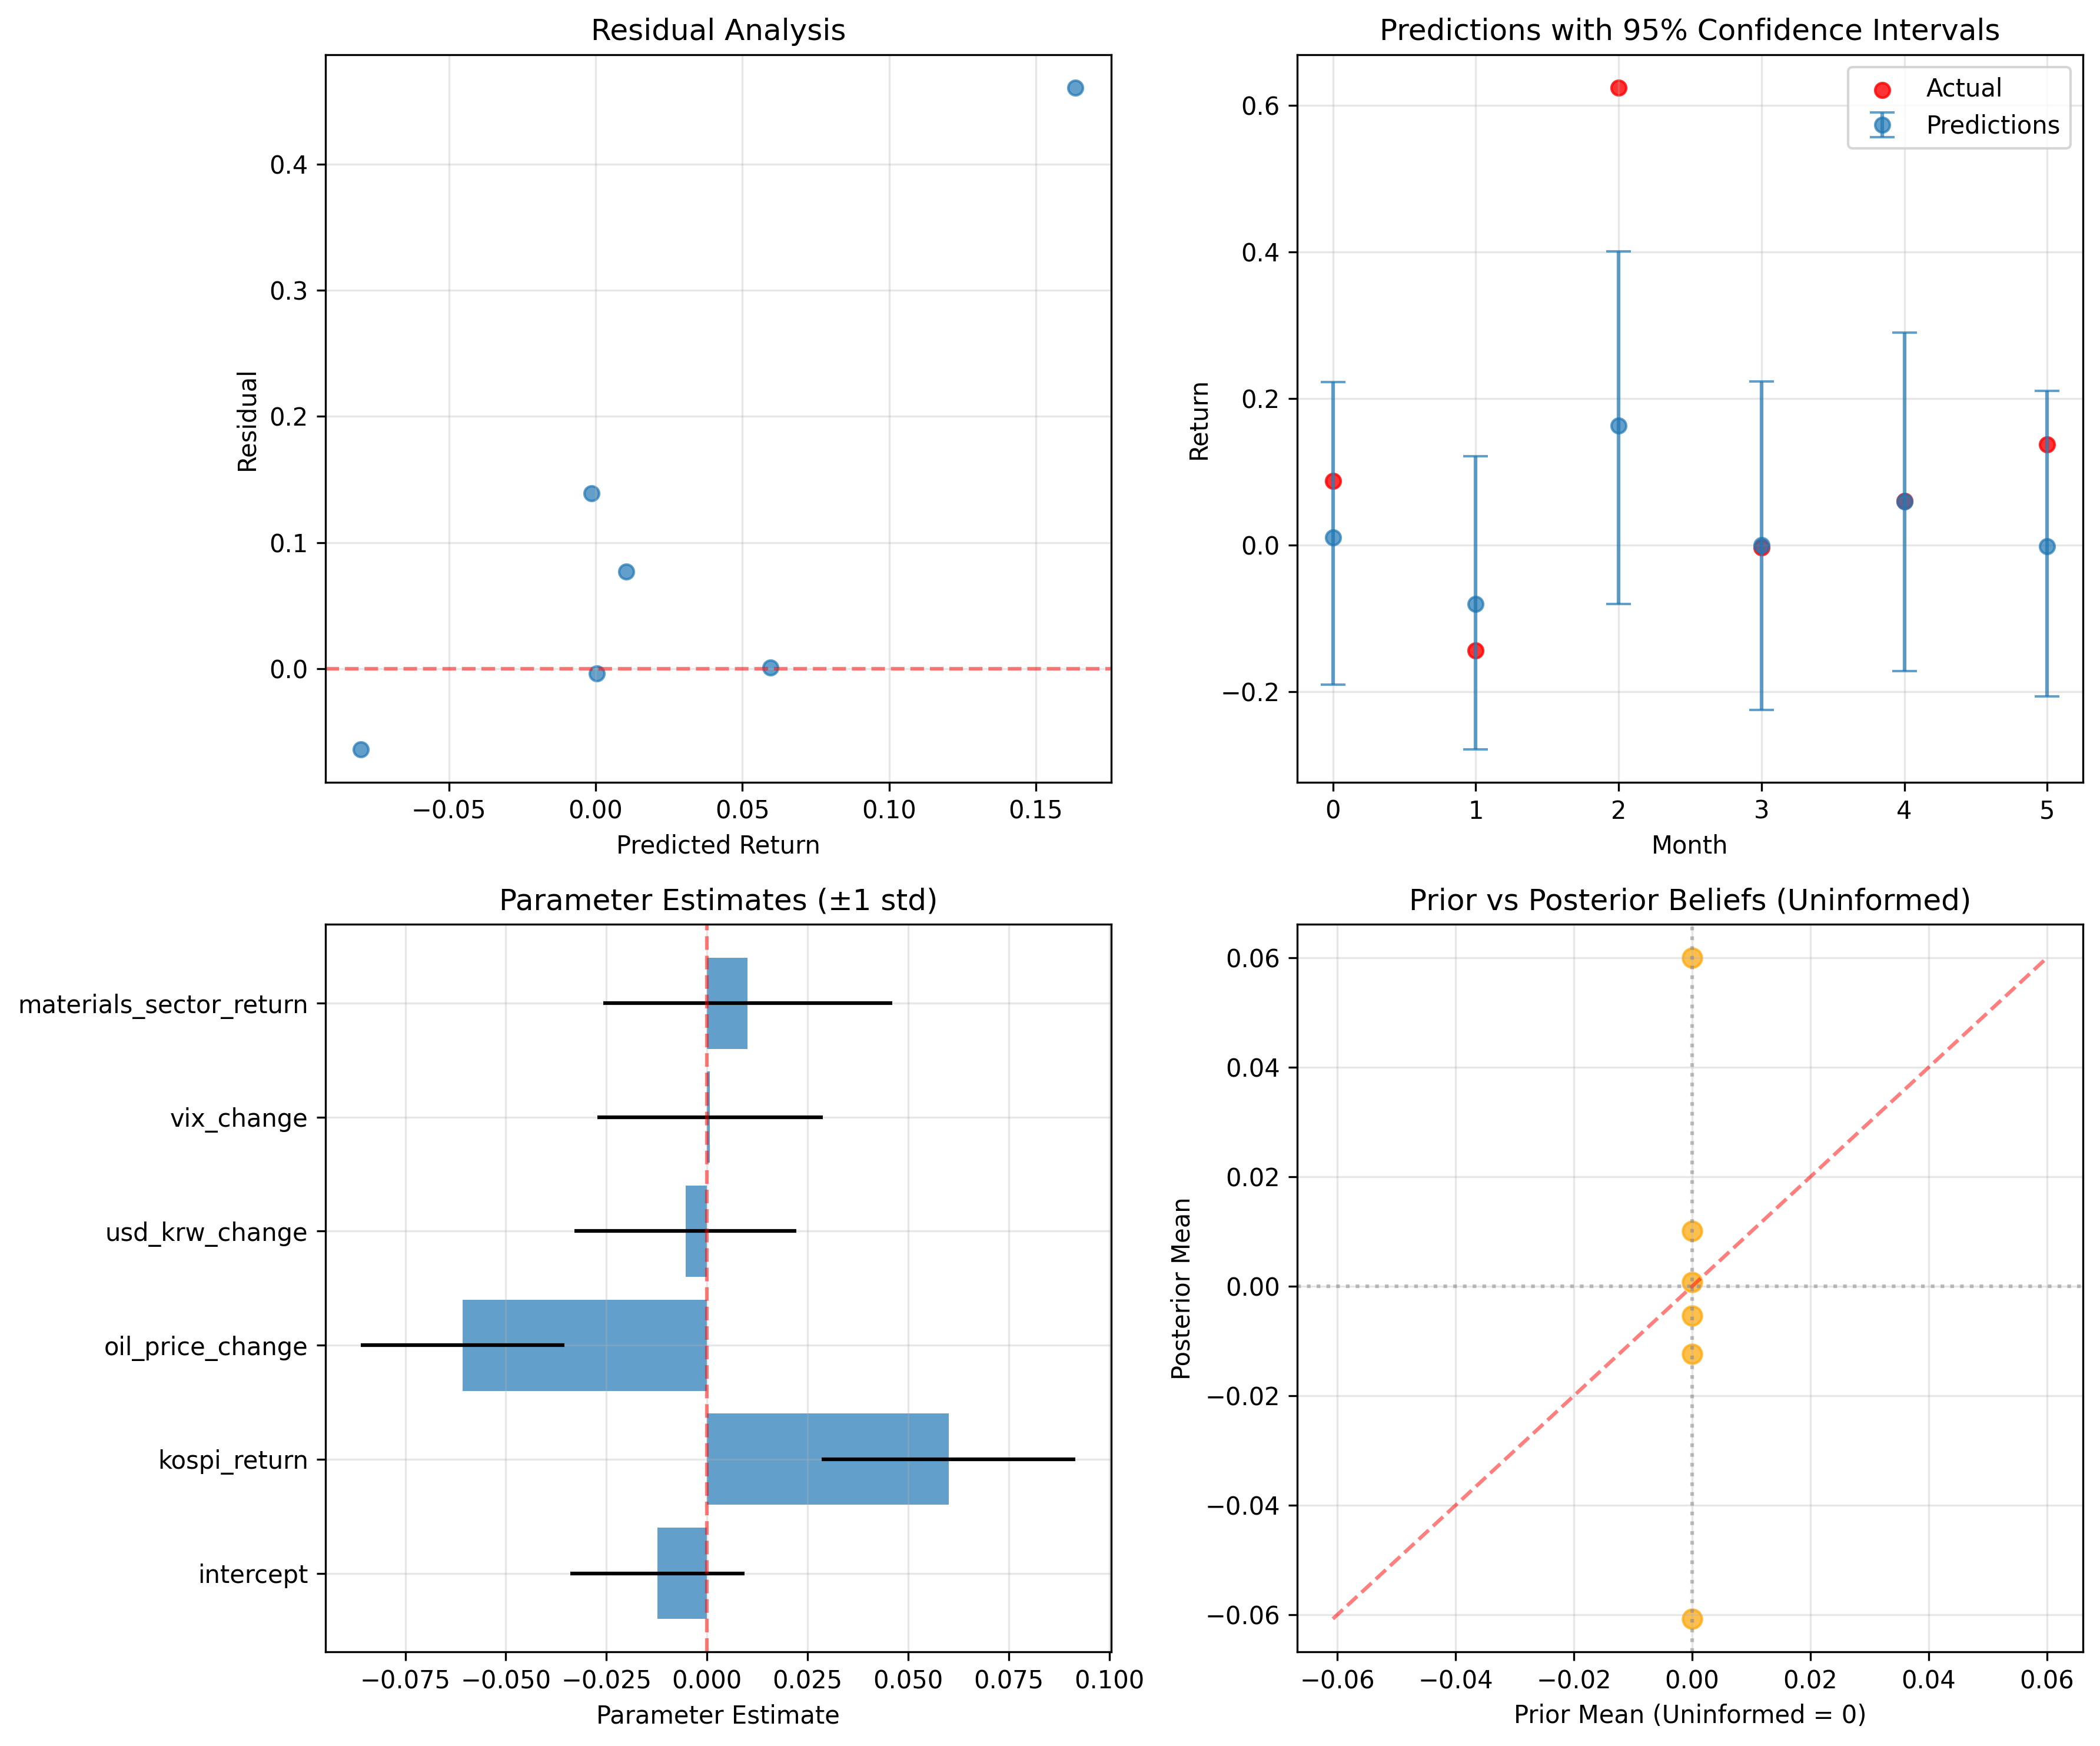 Residual Analysis
Residual
0.4
0.3
0.2
0.1
0.0
−0.05
0.00
0.05
0.10
0.15
Predicted Return
Predictions with 95% Confidence Intervals
Actual
Predictions
Return
0.6
0.4
0.2
0.0
−0.2
0
1
2
3
4
5
Month
Parameter Estimates (±1 std)
materials_sector_return
vix_change
usd_krw_change
oil_price_change
kospi_return
intercept
−0.075
−0.050
−0.025
0.000
0.025
0.050
0.075
0.100
Parameter Estimate
Prior vs Posterior Beliefs (Uninformed)
Posterior Mean
0.06
0.04
0.02
0.00
−0.02
−0.04
−0.06
−0.06
−0.04
−0.02
0.00
0.02
0.04
0.06
Prior Mean (Uninformed = 0)